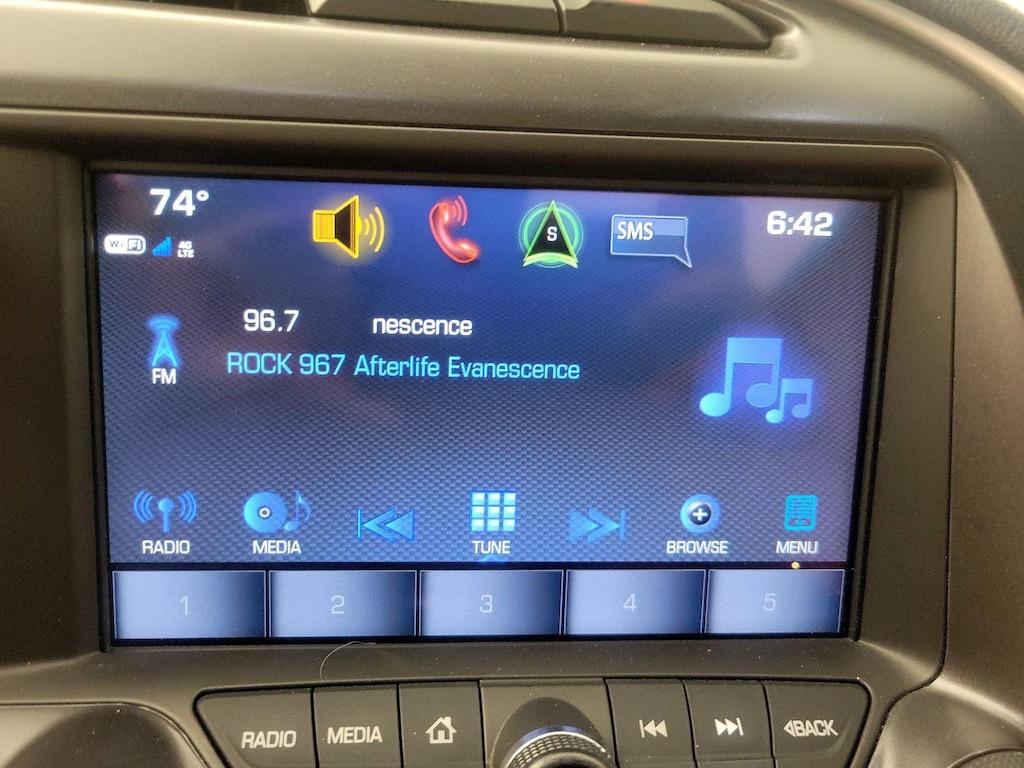 74°
WiFi
4G
LTE
S
SMS
6:42
96.7
nescence
FM
ROCK 967 Afterlife Evanescence
RADIO
MEDIA
TUNE
BROWSE
MENU
1
2
3
4
5
RADIO
MEDIA
BACK